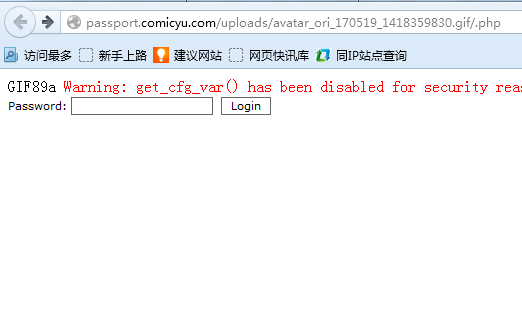 passport.comicyu.com/uploads/avatar_ori_170519_1418359830.gif/.php
访问最多 新手上路 建议网站 网页快讯库 同IP站点查询
GIF89a Warning: get_cfg_var() has been disabled for security reas
Password: Login